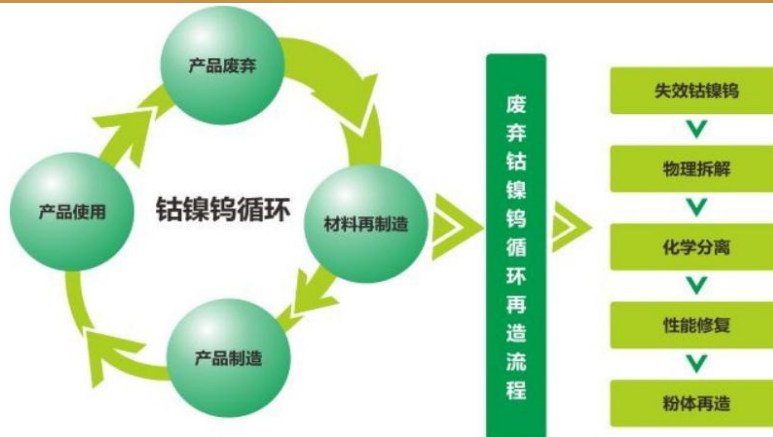 产品废弃
产品使用
钴镍钨循环
材料再制造
产品制造
废弃钴镍钨循环再造流程
失效钴镍钨
物理拆解
化学分离
性能修复
粉体再造